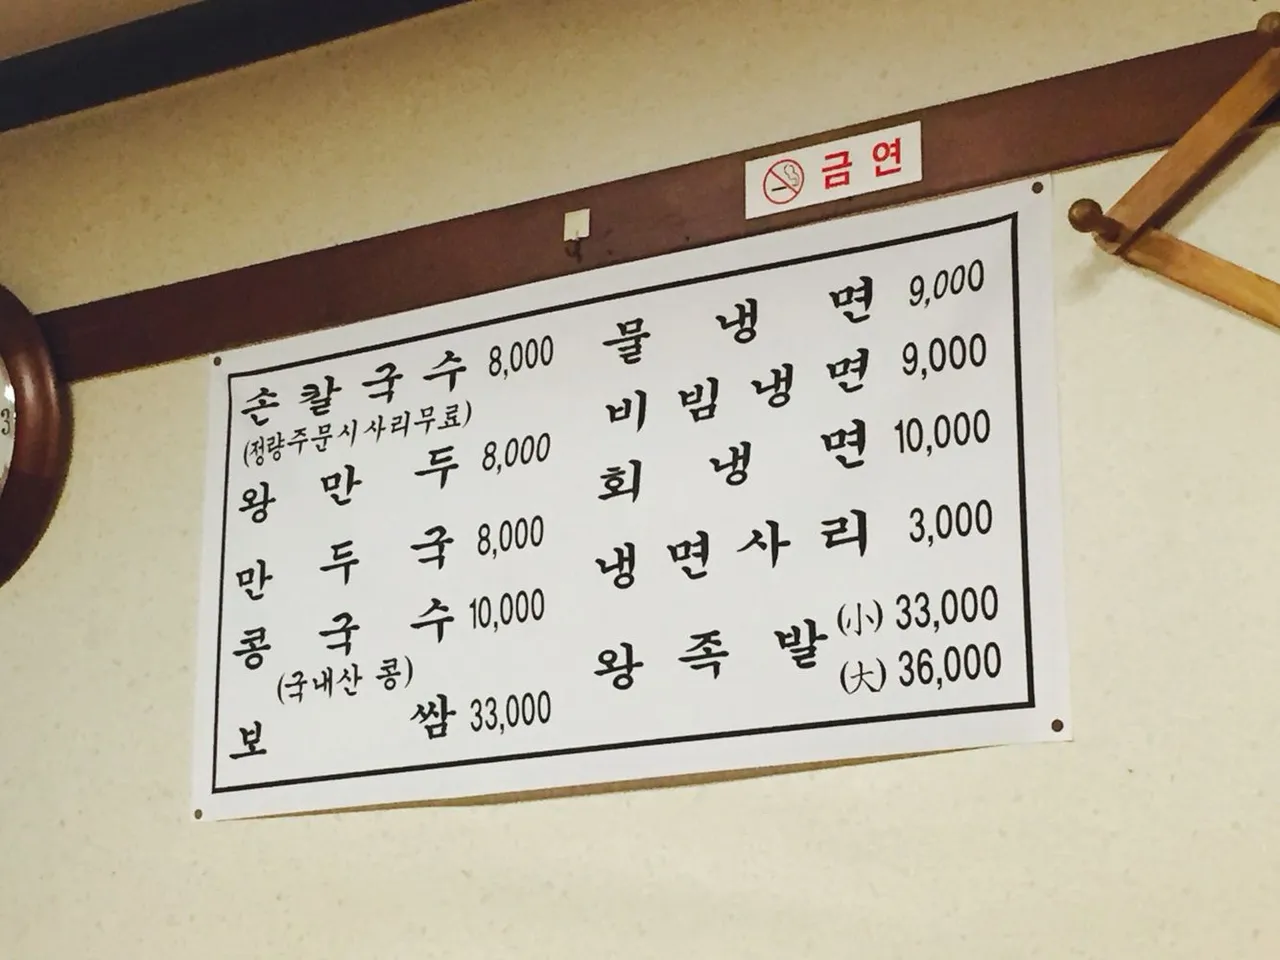 금연
손칼국수 8,000
(정량주문시사리무료)
왕만두 8,000
만두국 8,000
콩국수 10,000
(국내산 콩)
보쌈 33,000
물냉면 9,000
비빔냉면 9,000
회냉면 10,000
냉면사리 3,000
왕족발 (小) 33,000
(大) 36,000
3